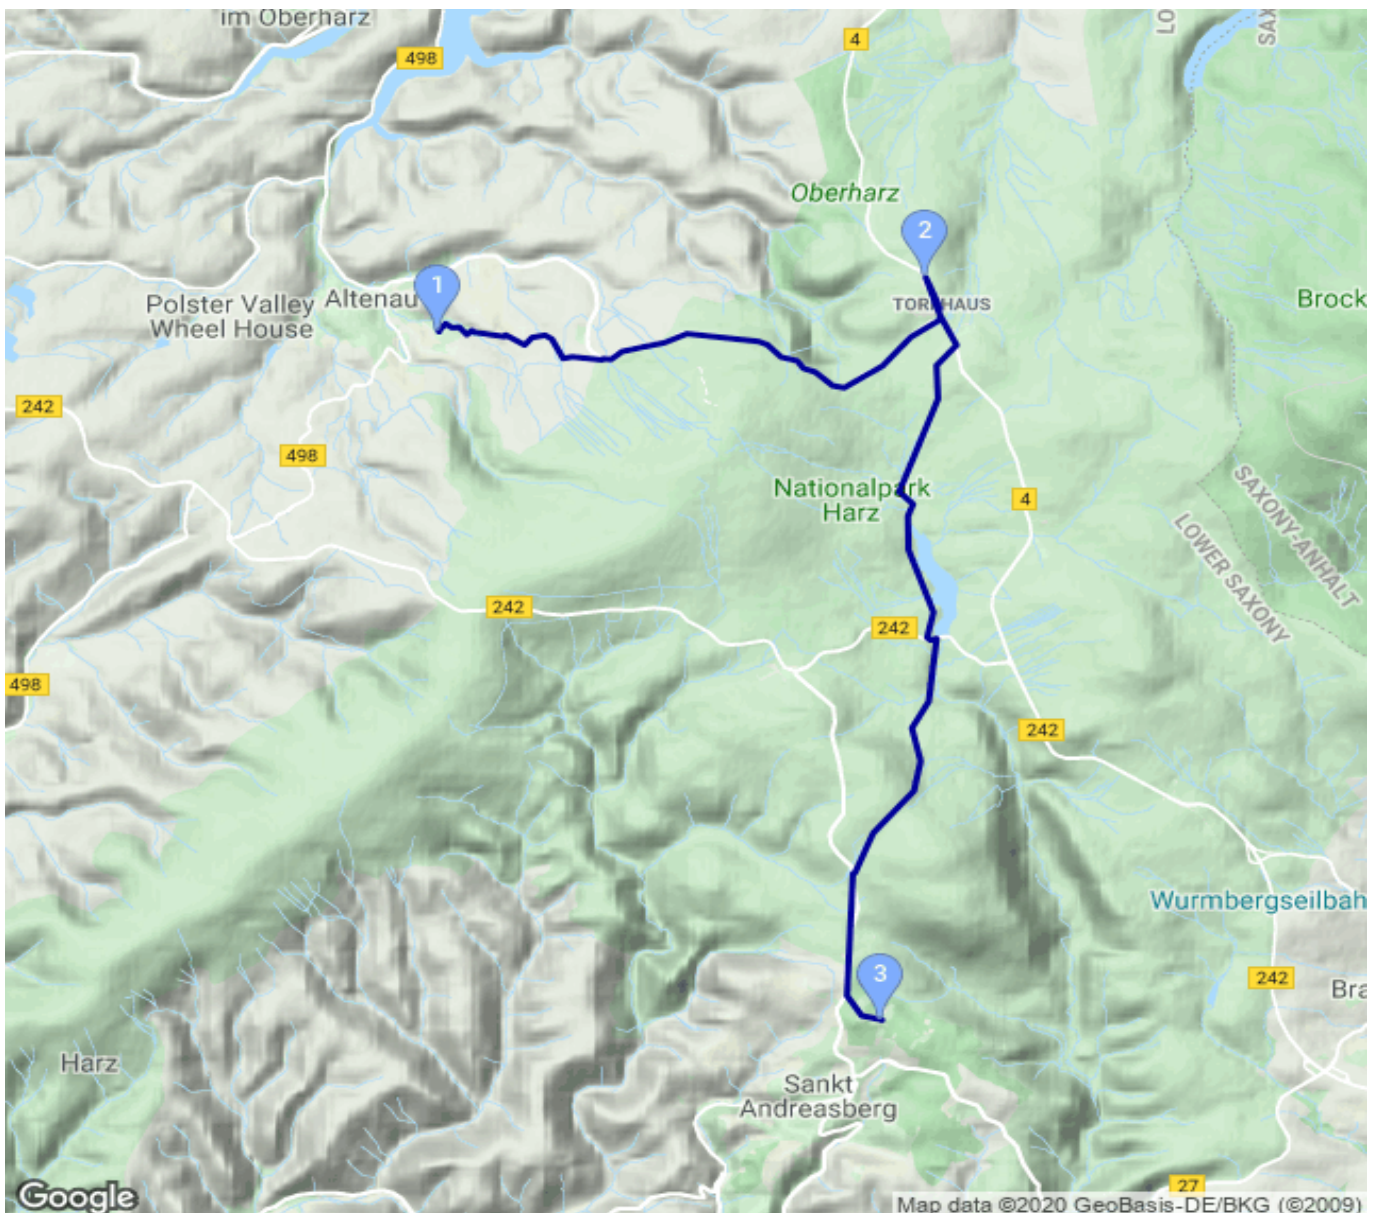 im Oberharz
498
4
LO
SAX
Oberharz
2
1
Polster Valley
Wheel House
Altenau
TORFHAUS
Brock
242
498
4
Nationalpark
Harz
SAXONY-ANHALT
LOWER SAXONY
242
242
498
242
Wurmbergseilbah
3
242
Bra
Harz
Sankt
Andreasberg
27
Google
Map data ©2020 GeoBasis-DE/BKG (©2009)